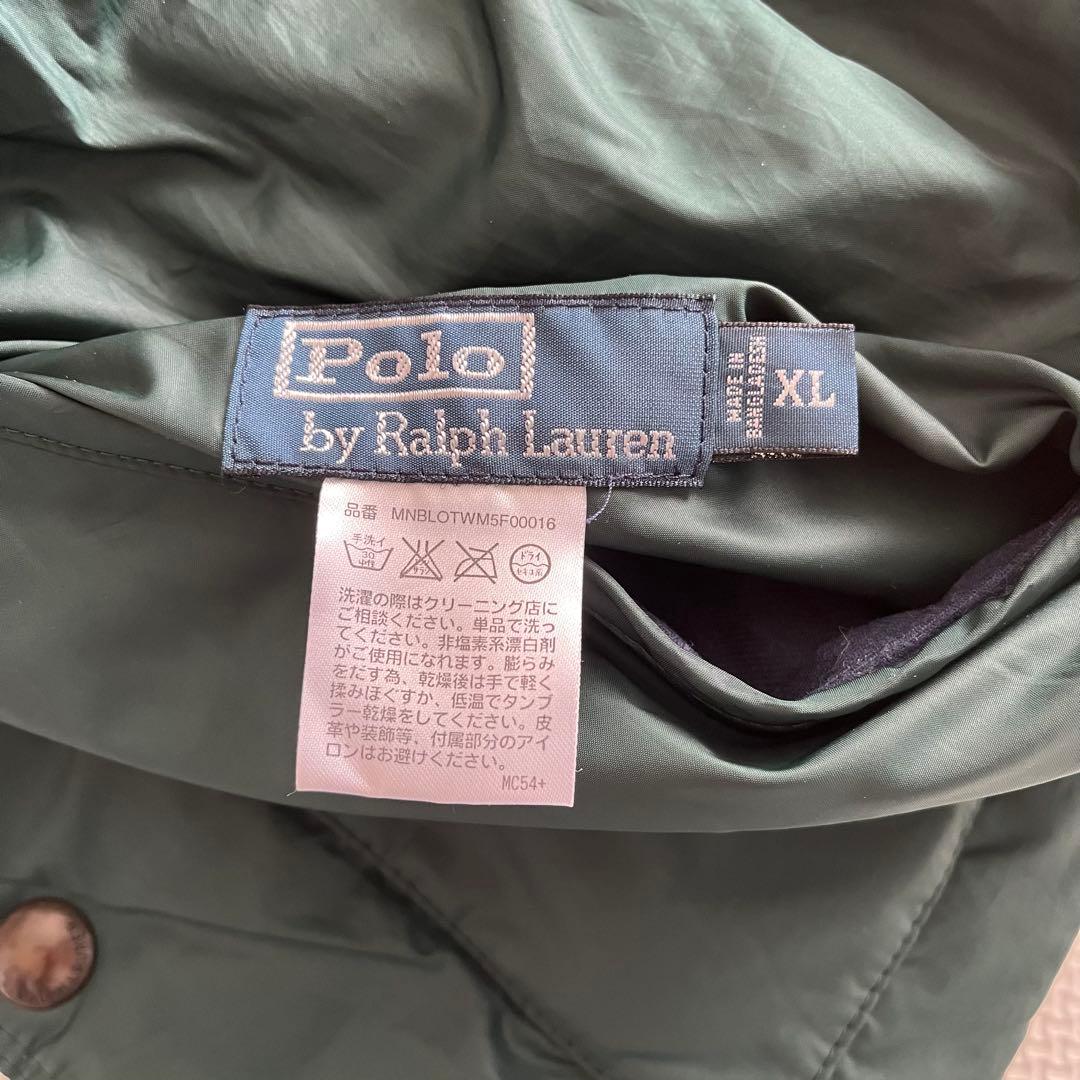 Polo
by Ralph Lauren
MADE IN
BANGLADESH
XL
品番 MNBLOTWM5F00016
手洗イ
30
中性
ドライ
セキユ系
洗濯の際はクリーニング店に
ご相談ください。単品で洗っ
てください。非塩素系漂白剤
がご使用になれます。膨らみ
をだす為、乾燥後は手で軽く
揉みほぐすか、低温でタンブ
ラー乾燥をしてください。皮
革や装飾等、付属部分のアイ
ロンはお避けください。
MC54+